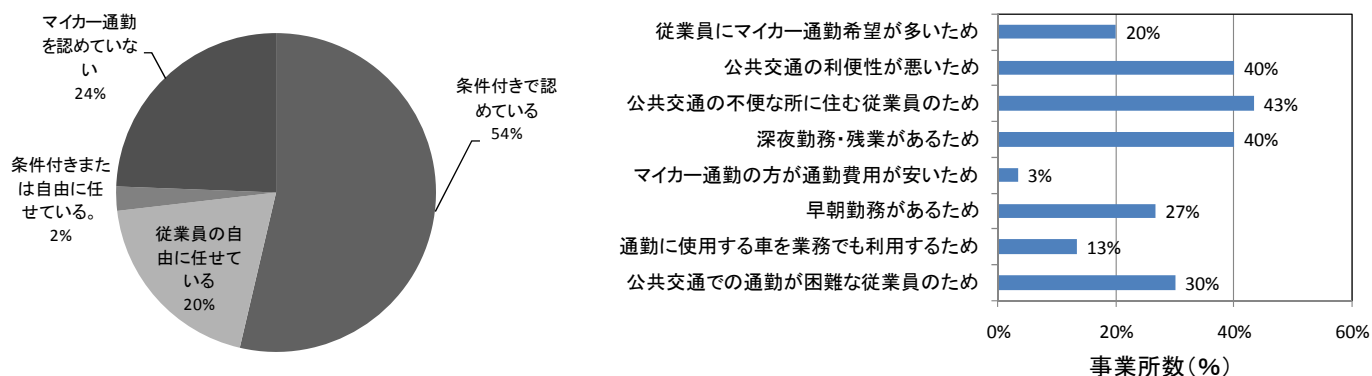 マイカー通勤
を認めていな
い
24%
条件付きで認
めている
54%
条件付きまた
は自由に任
せている。
2%
従業員の自
由に任せて
いる
20%
従業員にマイカー通勤希望が多いため
20%
公共交通の利便性が悪いため
40%
公共交通の不便な所に住む従業員のため
43%
深夜勤務・残業があるため
40%
マイカー通勤の方が通勤費用が安いため
3%
早朝勤務があるため
27%
通勤に使用する車を業務でも利用するため
13%
公共交通での通勤が困難な従業員のため
30%
0% 20% 40% 60%
事業所数(%)